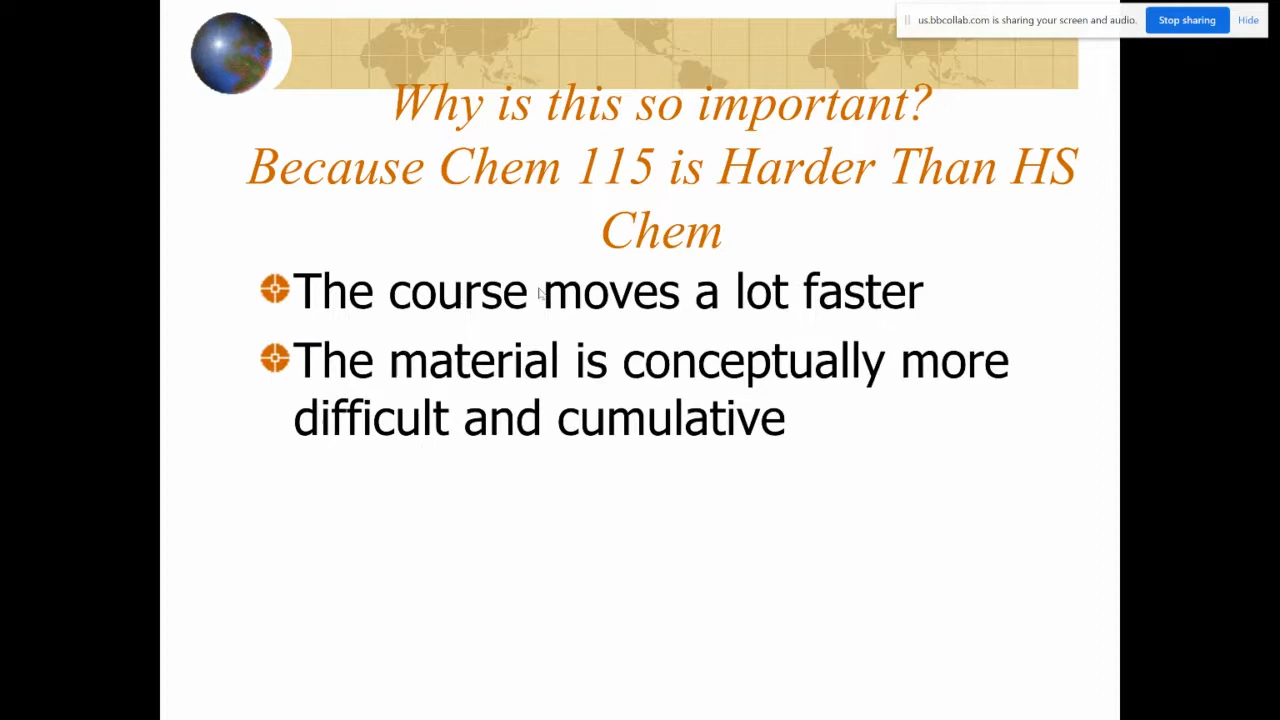 us.bbcollab.com is sharing your screen and audio. Stop sharing Hide
Why is this so important?
Because Chem 115 is Harder Than HS
Chem
The course moves a lot faster
The material is conceptually more
difficult and cumulative